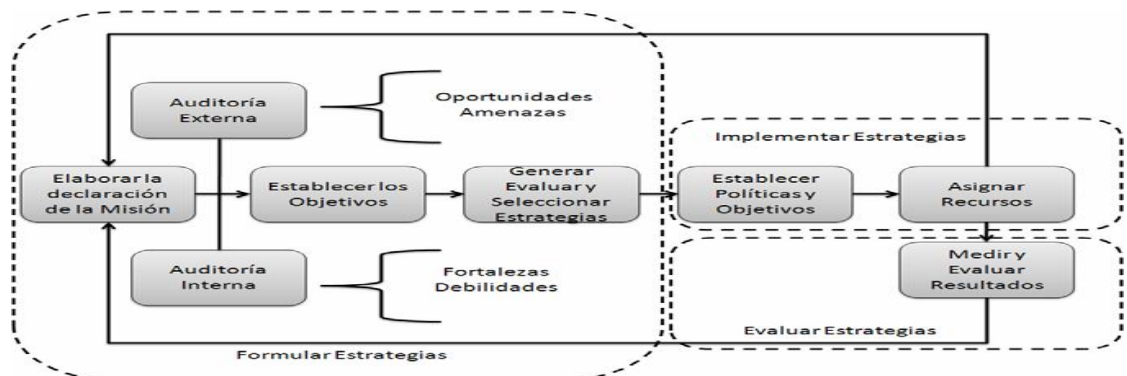 Auditoría
Externa
Oportunidades
Amenazas
Implementar Estrategias
Elaborar la
declaración
de la Misión
Establecer los
Objetivos
Generar
Evaluar y
Seleccionar
Estrategias
Establecer
Políticas y
Objetivos
Asignar
Recursos
Auditoría
Interna
Fortalezas
Debilidades
Medir y
Evaluar
Resultados
Formular Estrategias
Evaluar Estrategias